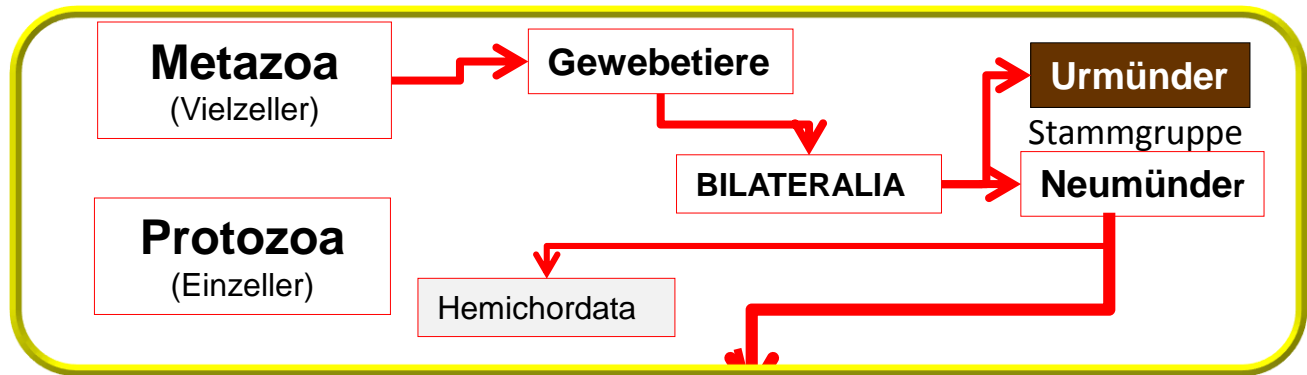 Metazoa
(Vielzeller)
Gewebetiere
Urmünder
Stammgruppe
BILATERALIA
Neumünder
Protozoa
(Einzeller)
Hemichordata